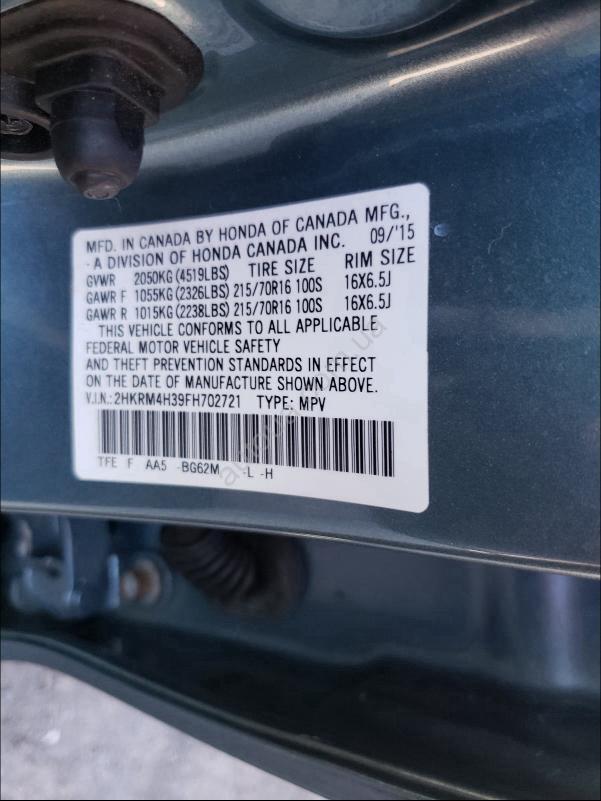 MFD. IN CANADA BY HONDA OF CANADA MFG.,
- A DIVISION OF HONDA CANADA INC. 09/'15
GVWR 2050KG (4519LBS) TIRE SIZE RIM SIZE
GAWR F 1055KG (2326LBS) 215/70R16 100S 16X6.5J
GAWR R 1015KG (2238LBS) 215/70R16 100S 16X6.5J
THIS VEHICLE CONFORMS TO ALL APPLICABLE
FEDERAL MOTOR VEHICLE SAFETY
AND THEFT PREVENTION STANDARDS IN EFFECT
ON THE DATE OF MANUFACTURE SHOWN ABOVE.
V.I.N.: 2HKRM4H39FH702721 TYPE: MPV
TFE F AA5 -BG62M -L -H